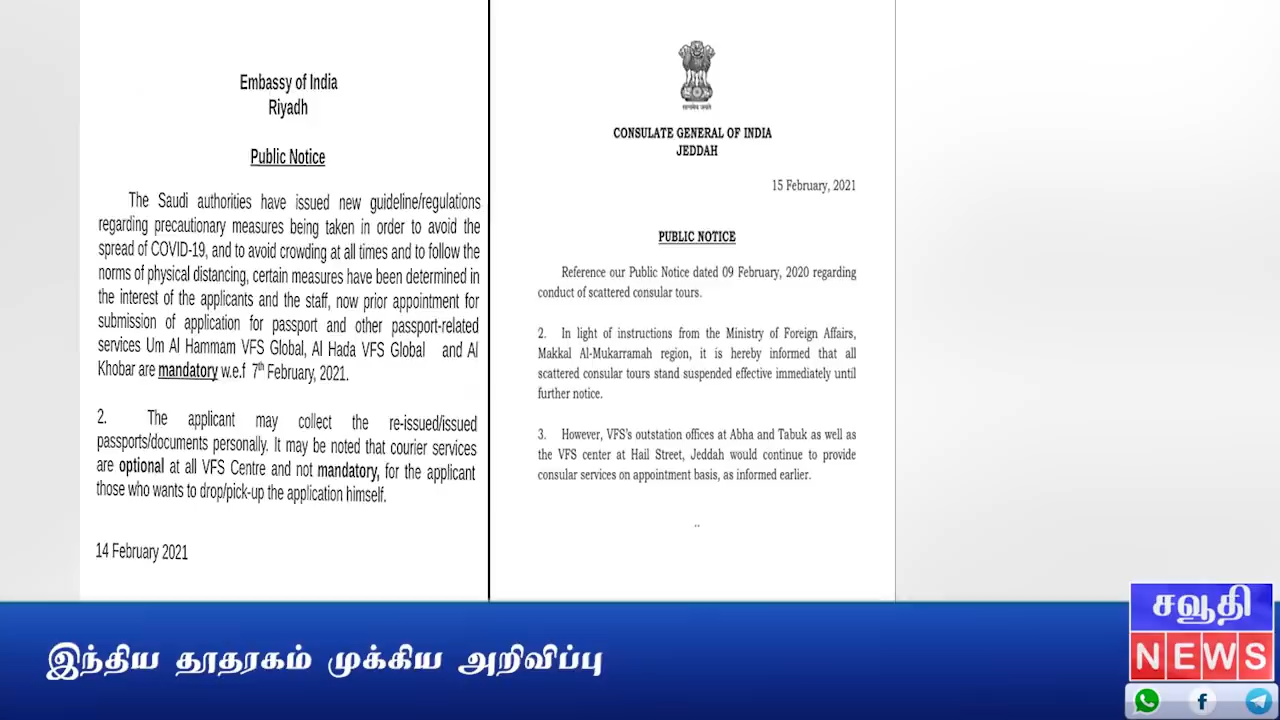 Embassy of India
Riyadh
Public Notice
The Saudi authorities have issued new guideline/regulations
regarding precautionary measures being taken in order to avoid the
spread of COVID-19, and to avoid crowding at all times and to follow the
norms of physical distancing, certain measures have been determined in
the interest of the applicants and the staff, now prior appointment for
submission of application for passport and other passport-related
services Um Al Hammam VFS Global, Al Hada VFS Global and Al
Khobar are mandatory w.e.f 7th February, 2021.
2. The applicant may collect the re-issued/issued
passports/documents personally. It may be noted that courier services
are optional at all VFS Centre and not mandatory, for the applicant
those who wants to drop/pick-up the application himself.
14 February 2021
सत्यमेव जयते
CONSULATE GENERAL OF INDIA
JEDDAH
15 February, 2021
PUBLIC NOTICE
Reference our Public Notice dated 09 February, 2020 regarding
conduct of scattered consular tours.
2. In light of instructions from the Ministry of Foreign Affairs,
Makkal Al-Mukarramah region, it is hereby informed that all
scattered consular tours stand suspended effective immediately until
further notice.
3. However, VFS's outstation offices at Abha and Tabuk as well as
the VFS center at Hail Street, Jeddah would continue to provide
consular services on appointment basis, as informed earlier.
..
இந்திய தூதரகம் முக்கிய அறிவிப்பு
சவூதி
NEWS